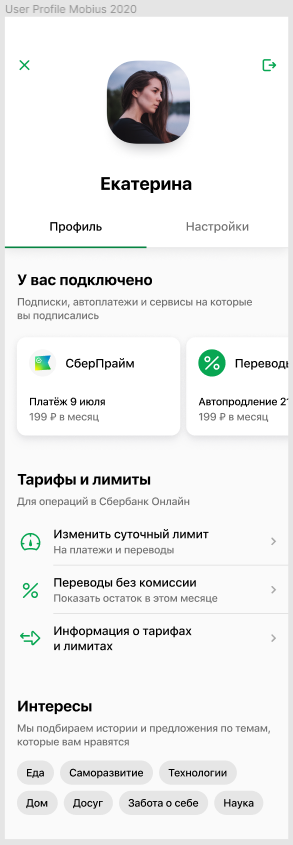 User Profile Mobius 2020
Екатерина
Профиль
Настройки
У вас подключено
Подписки, автоплатежи и сервисы на которые
вы подписались
СберПрайм
Платёж 9 июля
199 ₽ в месяц
Переводы
Автопродление 21
199 ₽ в месяц
Тарифы и лимиты
Для операций в Сбербанк Онлайн
Изменить суточный лимит
На платежи и переводы
Переводы без комиссии
Показать остаток в этом месяце
Информация о тарифах
и лимитах
Интересы
Мы подбираем истории и предложения по темам,
которые вам нравятся
Еда
Саморазвитие
Технологии
Дом
Досуг
Забота о себе
Наука